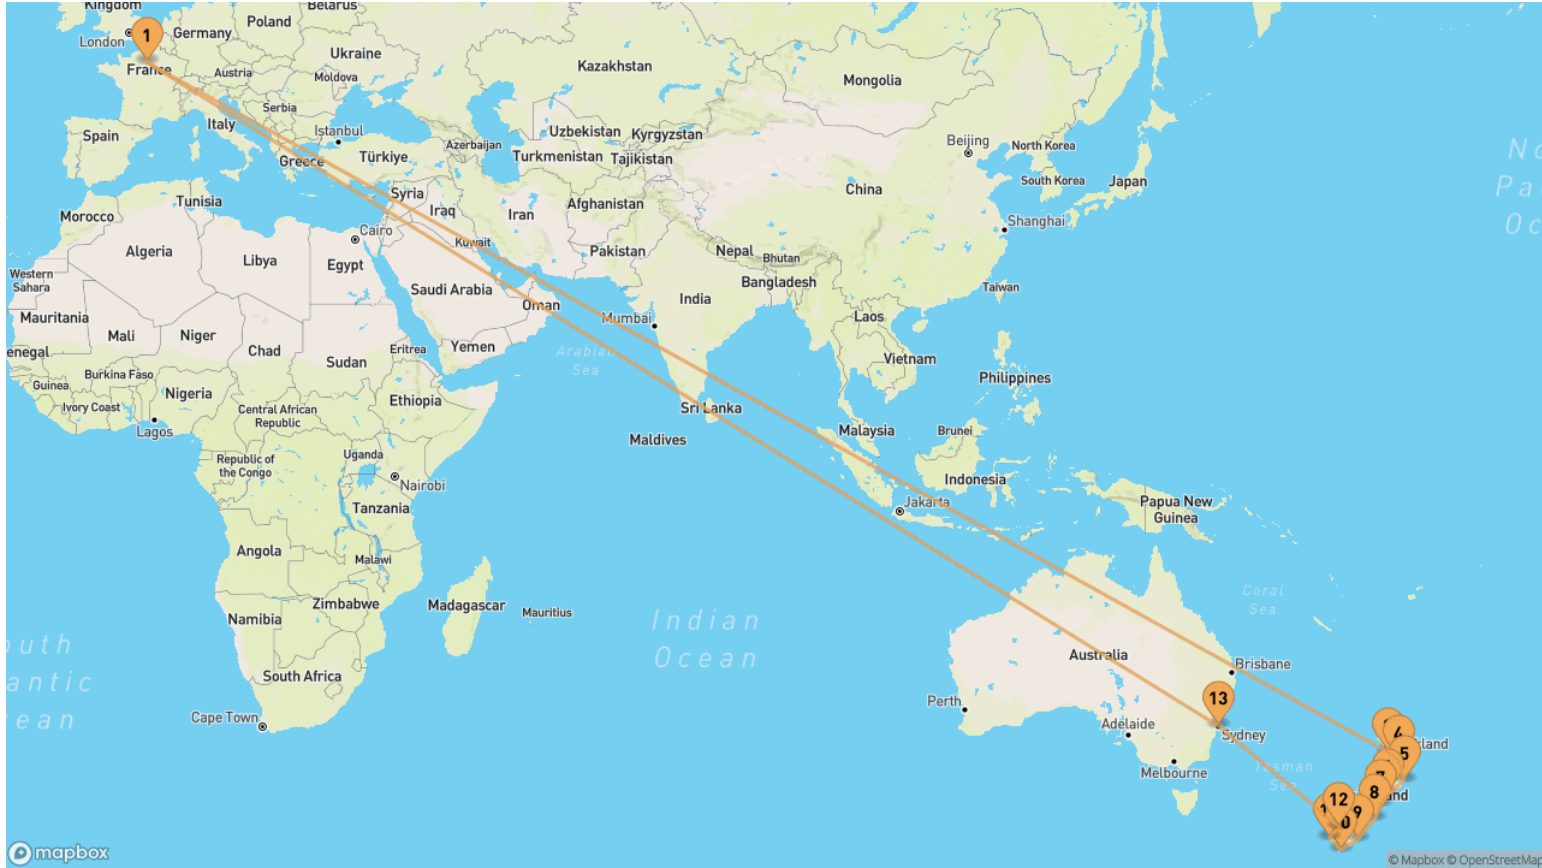 Kingdom
Belarus
Poland
Germany
London
1
Ukraine
France
Austria
Moldova
Kazakhstan
Mongolia
Serbia
Italy
Istanbul
Spain
Uzbekistan
Kyrgyzstan
Beijing
North Korea
Azerbaijan
Greece
Türkiye
Turkmenistan
Tajikistan
South Korea
Japan
Syria
China
Tunisia
Afghanistan
Morocco
Iraq
Iran
Shanghai
Cairo
Kuwait
Algeria
Pakistan
Nepal
Bhutan
Libya
Egypt
Western
Sahara
Bangladesh
Saudi Arabia
Taiwan
India
Oman
Mauritania
Mumbai
Laos
Mali
Niger
Chad
Eritrea
Yemen
Arabian
Sea
Sudan
Vietnam
Burkina Faso
Philippines
Guinea
Nigeria
Ethiopia
Ivory Coast
Central African
Republic
Sri Lanka
Lagos
Malaysia
Brunei
Maldives
Uganda
Republic of
the Congo
Nairobi
Indonesia
Jakarta
Papua New
Guinea
Tanzania
Angola
Malawi
Zimbabwe
Madagascar
Mauritius
Coral
Sea
Namibia
Indian
Ocean
Australia
Brisbane
South Africa
Perth
13
Cape Town
Adelaide
Sydney
4
5
Melbourne
Tasman
Sea
7
8
12
9
mapbox
© Mapbox © OpenStreetMap